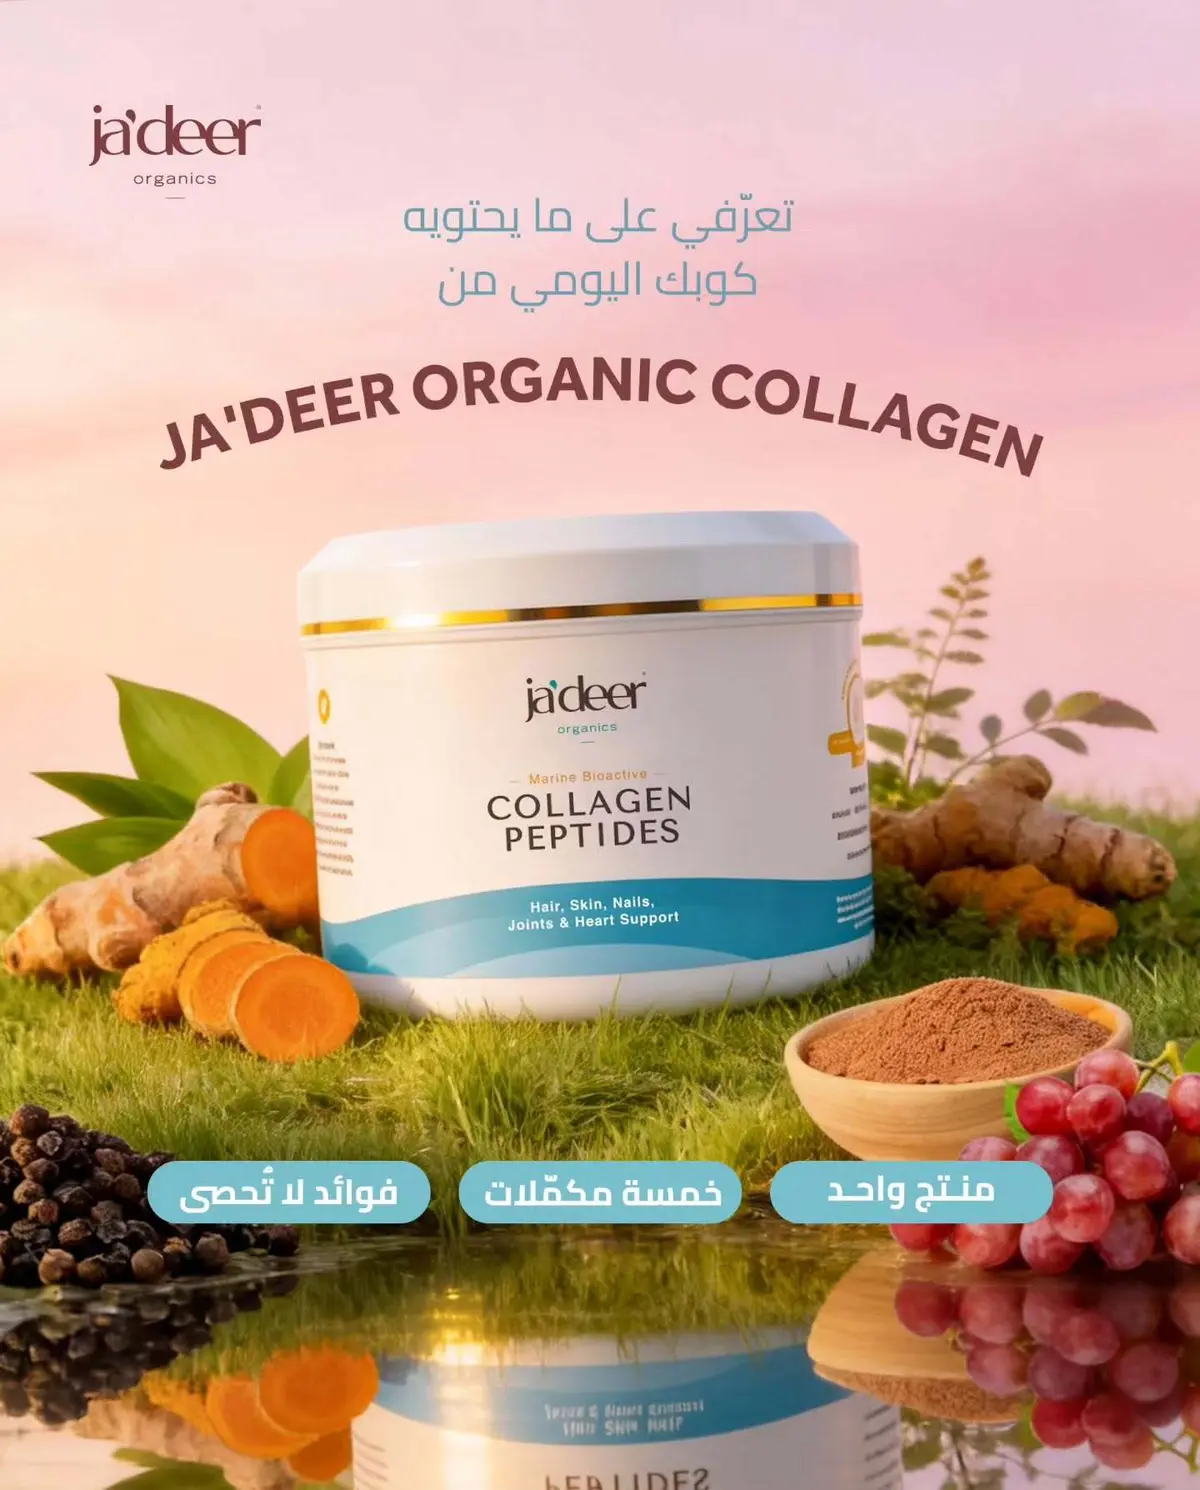 ja'deer
organics
تعرّفي على ما يحتويه
كوبك اليومي من
JA'DEER ORGANIC COLLAGEN
ja'deer
organics
Marine Bioactive
COLLAGEN
PEPTIDES
Hair, Skin, Nails,
Joints & Heart Support
منتج واحد
خمسة مكمّلات
فوائد لا تُحصى